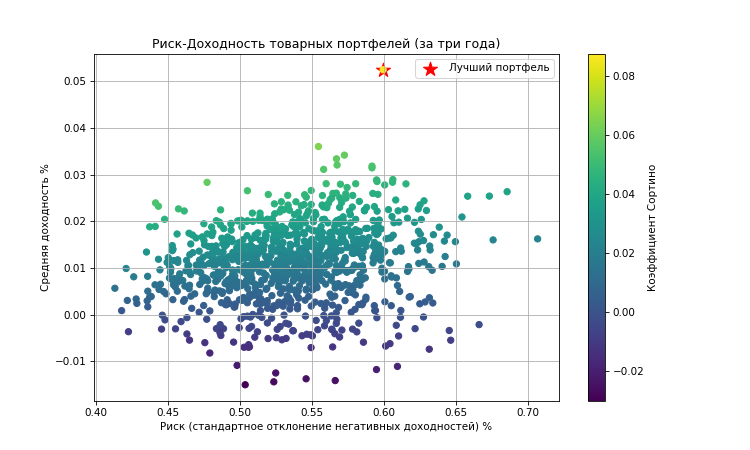 Риск-Доходность товарных портфелей (за три года)
Лучший портфель
Средняя доходность %
0.05
0.04
0.03
0.02
0.01
0.00
−0.01
0.40 0.45 0.50 0.55 0.60 0.65 0.70
Риск (стандартное отклонение негативных доходностей) %
0.08
0.06
0.04
0.02
0.00
−0.02
Коэффициент Сортино